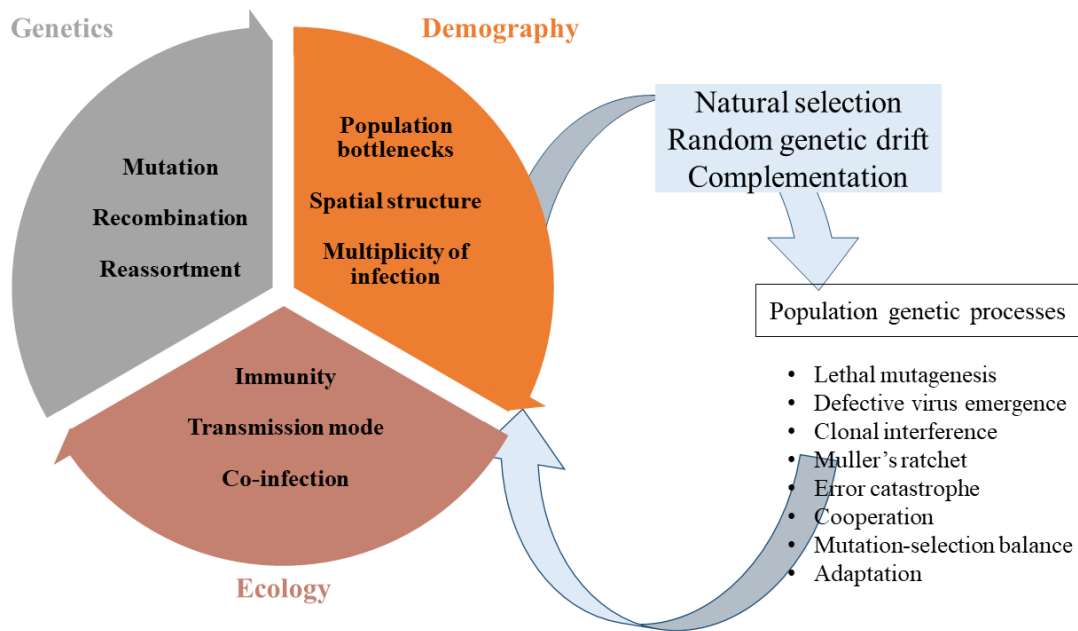 Genetics
Demography
Mutation
Recombination
Reassortment
Population
bottlenecks
Spatial structure
Multiplicity of
infection
Immunity
Transmission mode
Co-infection
Ecology
Natural selection
Random genetic drift
Complementation
Population genetic processes
• Lethal mutagenesis
• Defective virus emergence
• Clonal interference
• Muller’s ratchet
• Error catastrophe
• Cooperation
• Mutation-selection balance
• Adaptation